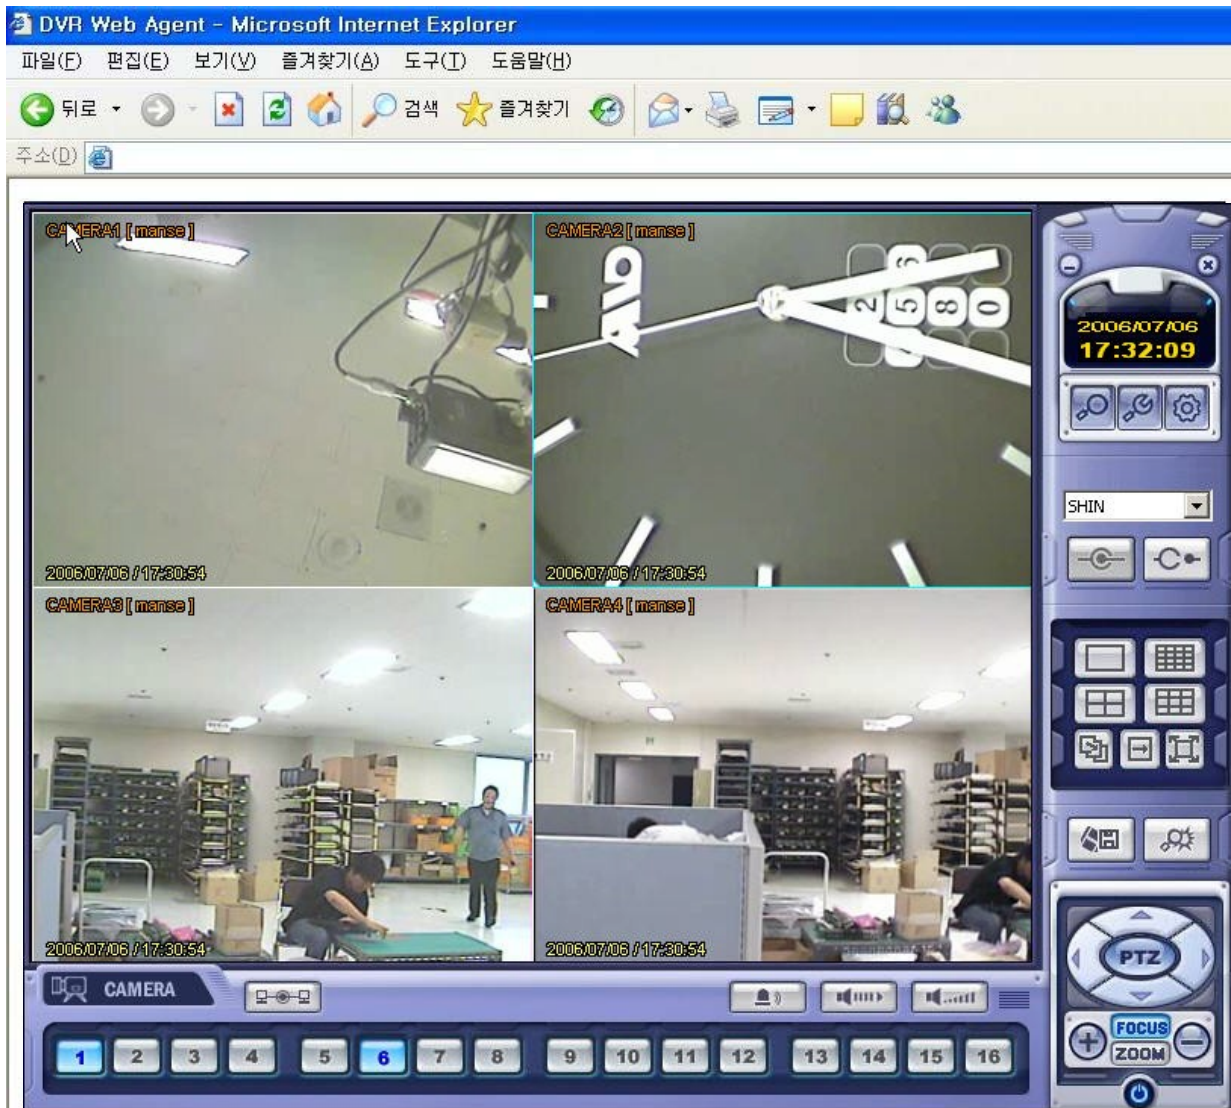 DVR Web Agent - Microsoft Internet Explorer
파일(F) 편집(E) 보기(V) 즐겨찾기(A) 도구(T) 도움말(H)
뒤로 검색 즐겨찾기
주소(D)
CAMERA1 [ manse ]
CAMERA2 [ manse ]
2006/07/06
17:32:09
SHIN
2006/07/06 / 17:30:54
2006/07/06 / 17:30:54
CAMERA3 [ manse ]
CAMERA4 [ manse ]
2006/07/06 / 17:30:54
2006/07/06 / 17:30:54
PTZ
FOCUS
ZOOM
CAMERA
1 2 3 4 5 6 7 8 9 10 11 12 13 14 15 16